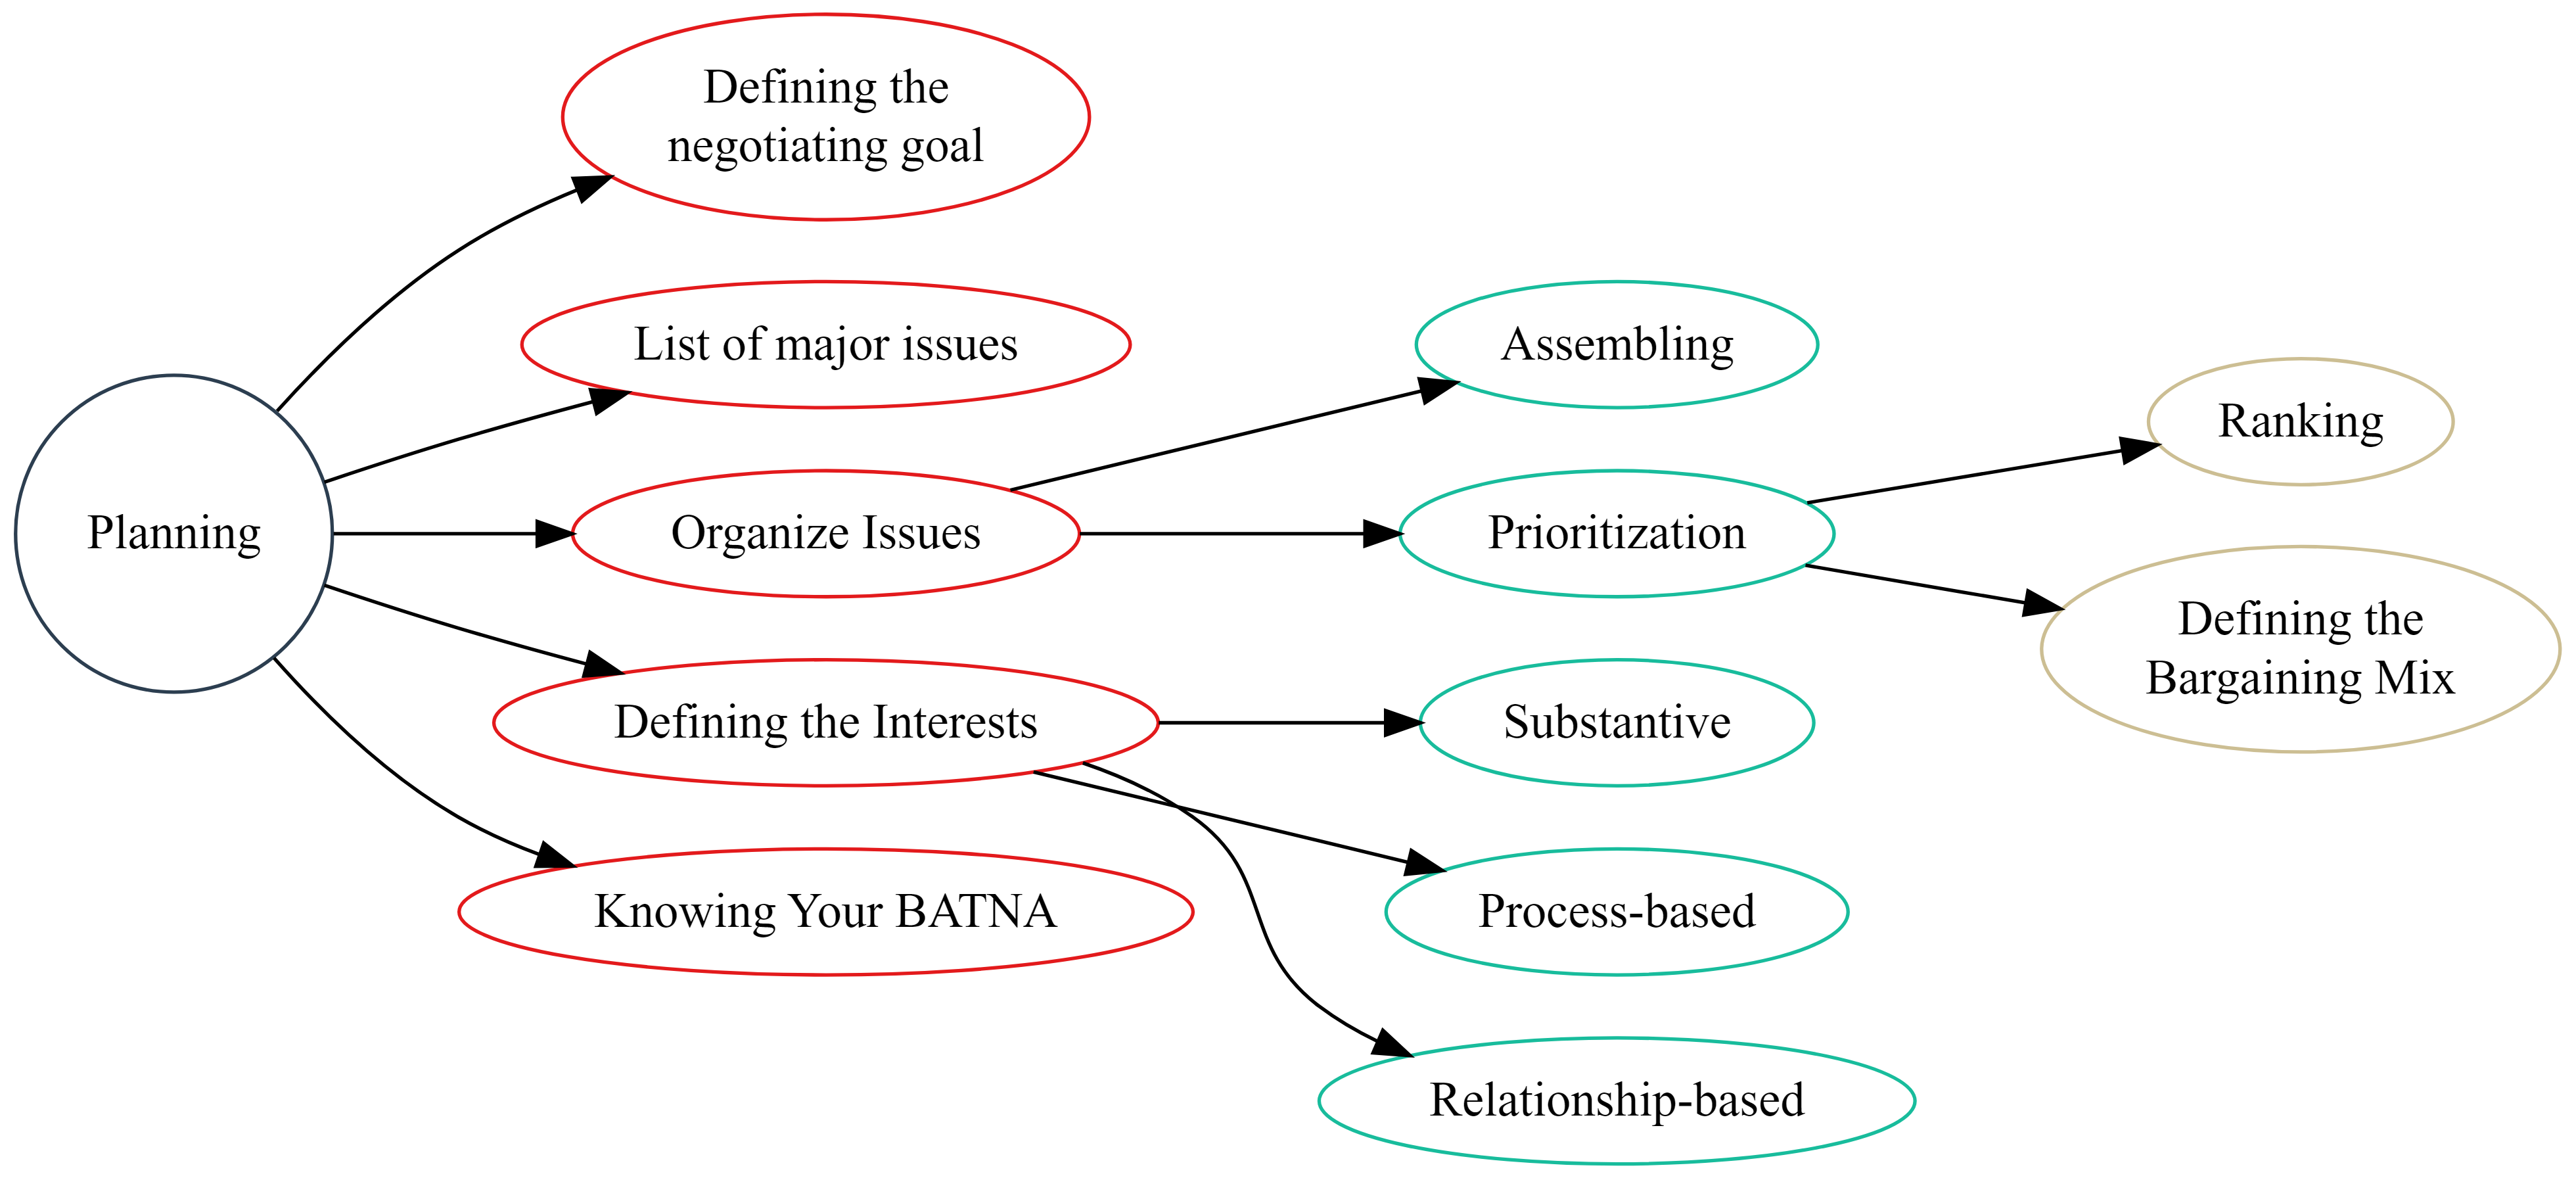 Planning
Defining the
negotiating goal
List of major issues
Organize Issues
Defining the Interests
Knowing Your BATNA
Assembling
Prioritization
Substantive
Process-based
Relationship-based
Ranking
Defining the
Bargaining Mix